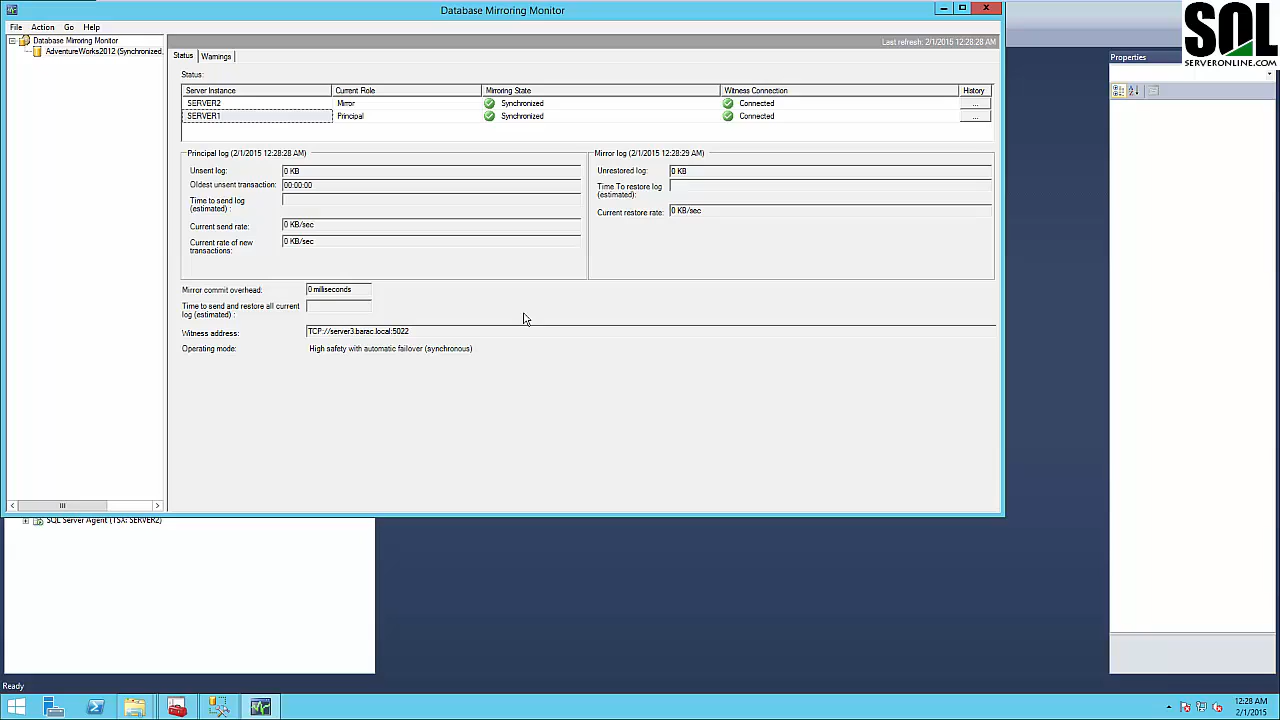 Database Mirroring Monitor
SQL
SERVERONLINE.COM
File Action Go Help
Database Mirroring Monitor
AdventureWorks2012 (Synchronized,
Last refresh: 2/1/2015 12:28:28 AM
Properties
Status Warnings
Status:
Server Instance Current Role Mirroring State Witness Connection History
SERVER2 Mirror Synchronized Connected ...
SERVER1 Principal Synchronized Connected ...
Principal log (2/1/2015 12:28:28 AM)
Unsent log: 0 KB
Oldest unsent transaction: 00:00:00
Time to send log
(estimated) :
Current send rate: 0 KB/sec
Current rate of new
transactions: 0 KB/sec
Mirror log (2/1/2015 12:28:29 AM)
Unrestored log: 0 KB
Time To restore log
(estimated):
Current restore rate: 0 KB/sec
Mirror commit overhead: 0 milliseconds
Time to send and restore all current
log (estimated) :
Witness address: TCP://server3.barac.local:5022
Operating mode: High safety with automatic failover (synchronous)
SQL Server Agent (TSX: SERVER2)
Ready
12:28 AM
2/1/2015